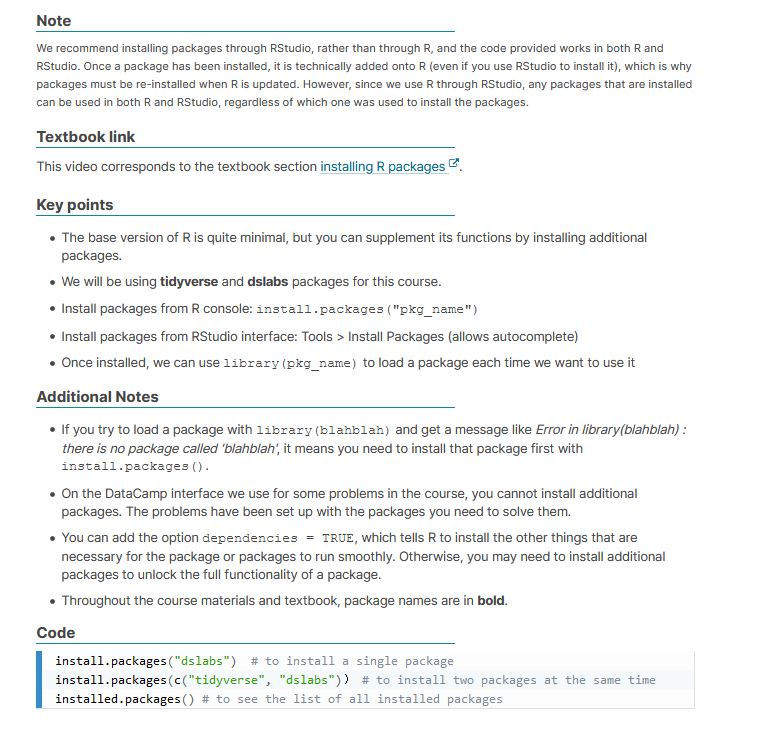 Note
We recommend installing packages through RStudio, rather than through R, and the code provided works in both R and
RStudio. Once a package has been installed, it is technically added onto R (even if you use RStudio to install it), which is why
packages must be re-installed when R is updated. However, since we use R through RStudio, any packages that are installed
can be used in both R and RStudio, regardless of which one was used to install the packages.
Textbook link
This video corresponds to the textbook section installing R packages.
Key points
• The base version of R is quite minimal, but you can supplement its functions by installing additional
packages.
• We will be using tidyverse and dslabs packages for this course.
• Install packages from R console: install.packages("pkg_name")
• Install packages from RStudio interface: Tools > Install Packages (allows autocomplete)
• Once installed, we can use library(pkg_name) to load a package each time we want to use it
Additional Notes
• If you try to load a package with library(blahblah) and get a message like Error in library(blahblah) :
there is no package called 'blahblah', it means you need to install that package first with
install.packages().
• On the DataCamp interface we use for some problems in the course, you cannot install additional
packages. The problems have been set up with the packages you need to solve them.
• You can add the option dependencies = TRUE, which tells R to install the other things that are
necessary for the package or packages to run smoothly. Otherwise, you may need to install additional
packages to unlock the full functionality of a package.
• Throughout the course materials and textbook, package names are in bold.
Code
install.packages("dslabs")  # to install a single package
install.packages(c("tidyverse", "dslabs"))  # to install two packages at the same time
installed.packages() # to see the list of all installed packages